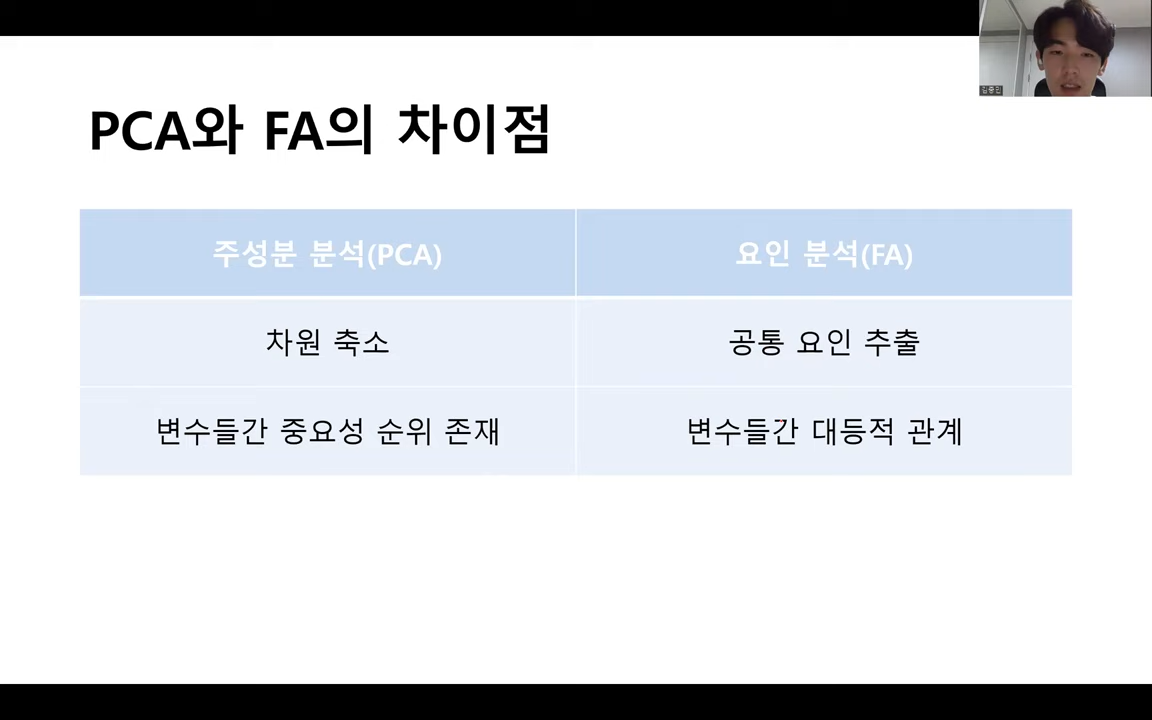 PCA와 FA의 차이점
주성분 분석(PCA)
요인 분석(FA)
차원 축소
공통 요인 추출
변수들간 중요성 순위 존재
변수들간 대등적 관계